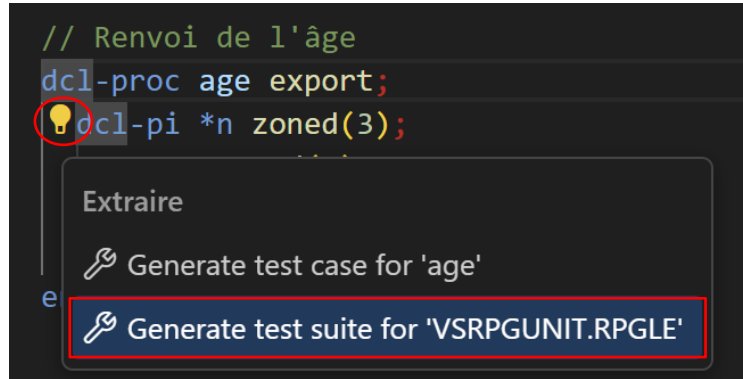 // Renvoi de l'âge
dcl-proc age export;
dcl-pi *n zoned(3);
Extraire
Generate test case for 'age'
Generate test suite for 'VSRPGUNIT.RPGLE'